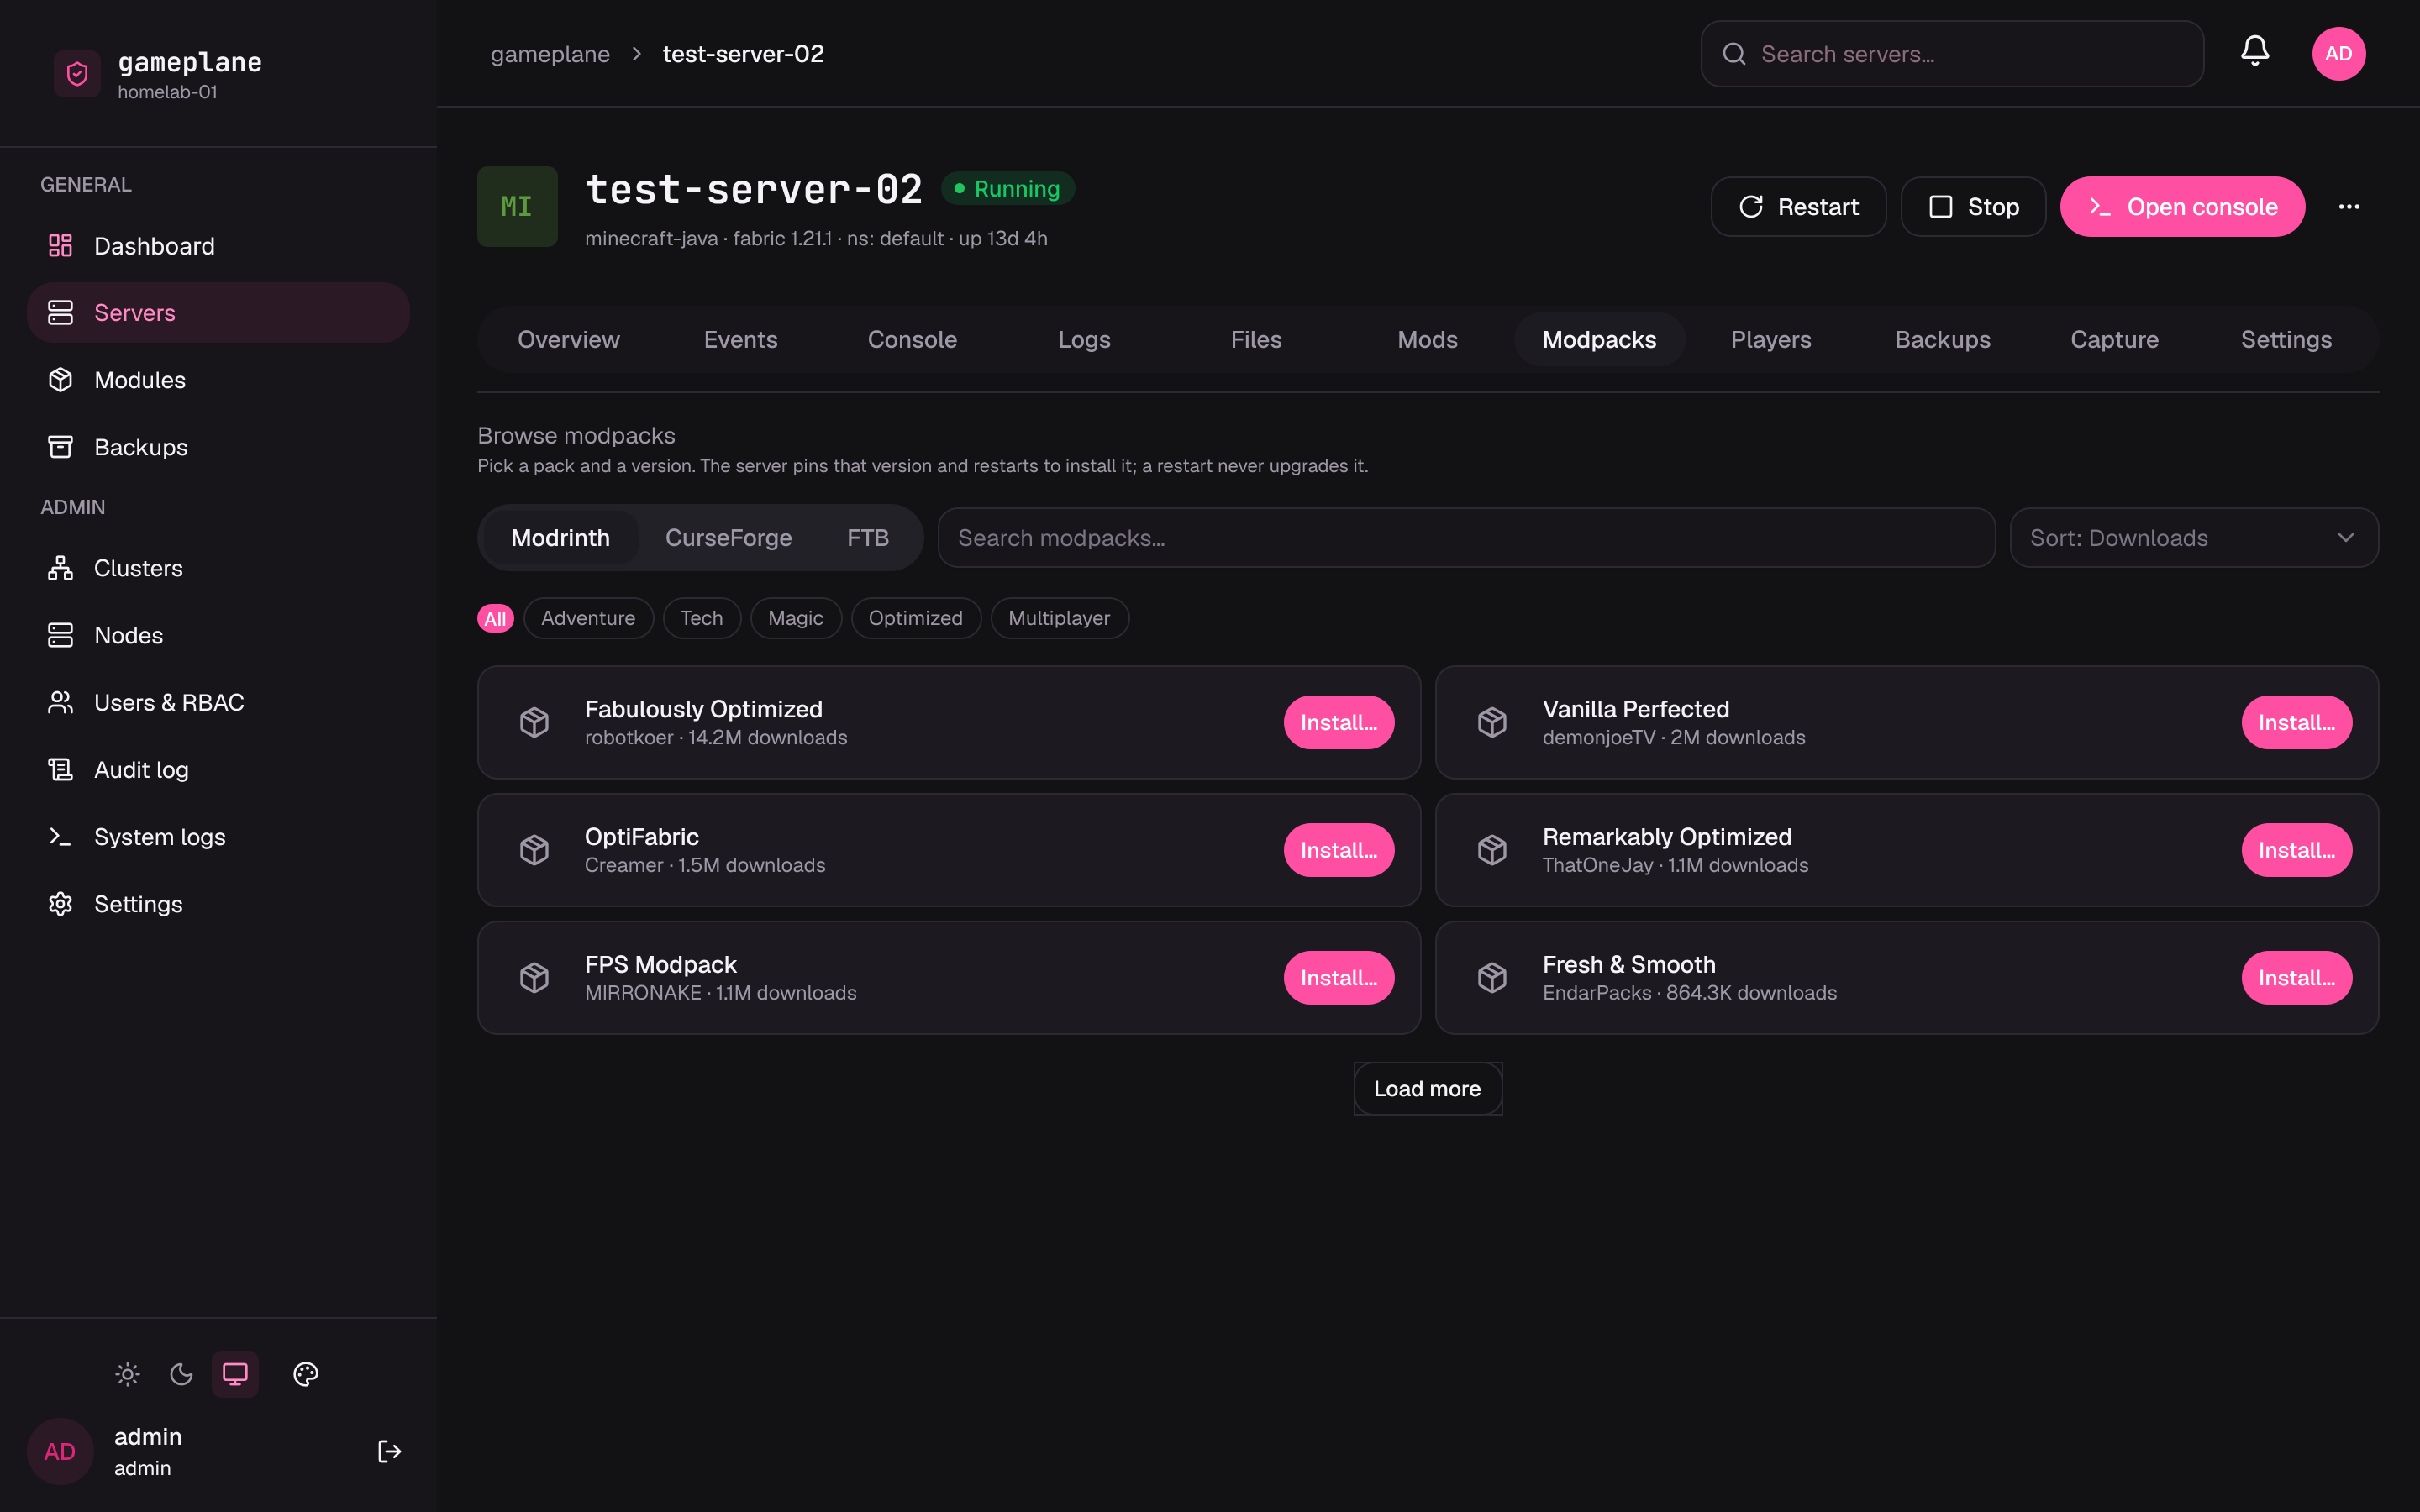 gameplane
homelab-01
GENERAL
Dashboard
Servers
Modules
Backups
ADMIN
Clusters
Nodes
Users & RBAC
Audit log
System logs
Settings
AD
admin
admin
gameplane > test-server-02
Search servers...
AD
MI
test-server-02
Running
minecraft-java · fabric 1.21.1 · ns: default · up 13d 4h
Restart
Stop
Open console
Overview
Events
Console
Logs
Files
Mods
Modpacks
Players
Backups
Capture
Settings
Browse modpacks
Pick a pack and a version. The server pins that version and restarts to install it; a restart never upgrades it.
Modrinth
CurseForge
FTB
Search modpacks...
Sort: Downloads
All
Adventure
Tech
Magic
Optimized
Multiplayer
Fabulously Optimized
robotkoer · 14.2M downloads
Install...
Vanilla Perfected
demonjoeTV · 2M downloads
Install...
OptiFabric
Creamer · 1.5M downloads
Install...
Remarkably Optimized
ThatOneJay · 1.1M downloads
Install...
FPS Modpack
MIRRONAKE · 1.1M downloads
Install...
Fresh & Smooth
EndarPacks · 864.3K downloads
Install...
Load more